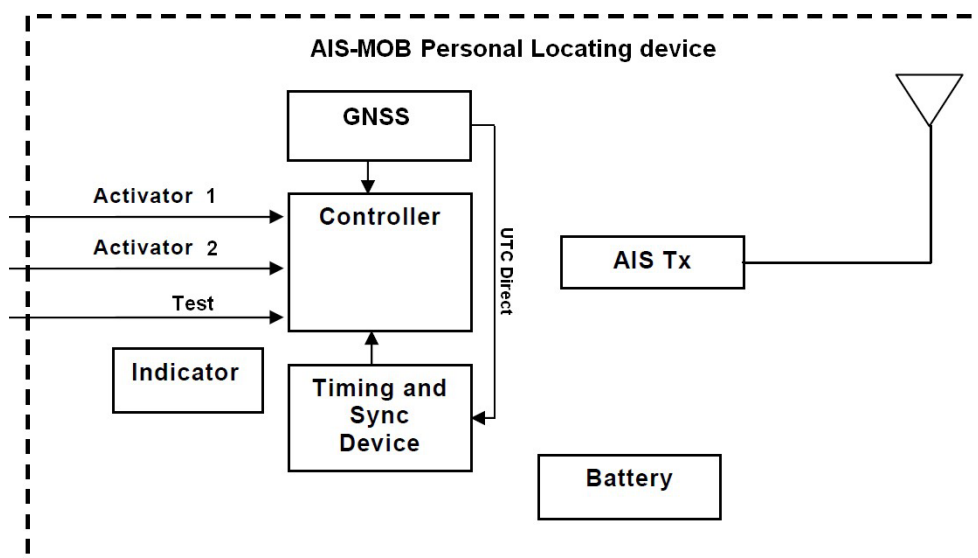 AIS-MOB Personal Locating device
GNSS
Activator 1
Controller
Activator 2
UTC Direct
AIS Tx
Test
Indicator
Timing and
Sync
Device
Battery